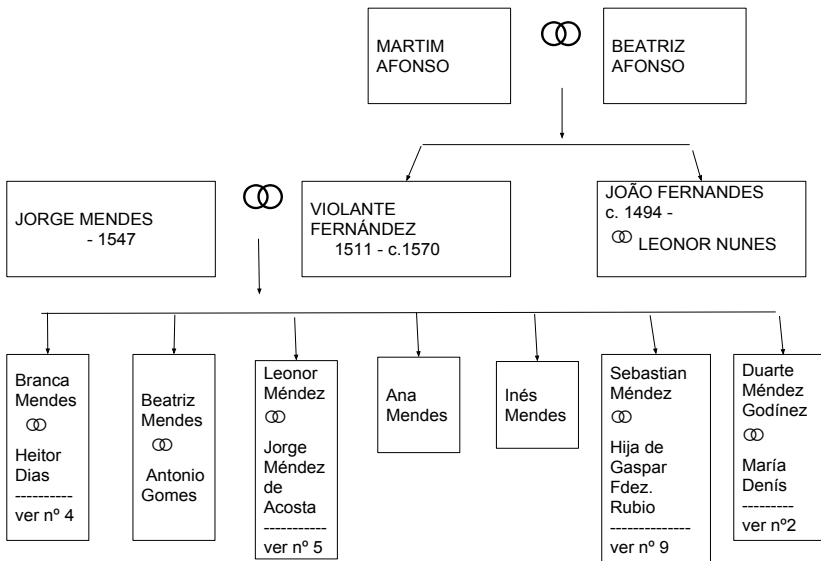 MARTIM
AFONSO
BEATRIZ
AFONSO
JORGE MENDES
- 1547
VIOLANTE
FERNÁNDEZ
1511 - c.1570
JOÃO FERNANDES
c. 1494 -
LEONOR NUNES
Branca
Mendes
Heitor
Dias
----------
ver nº 4
Beatriz
Mendes
Antonio
Gomes
Leonor
Méndez
Jorge
Méndez
de
Acosta
-----------
ver nº 5
Ana
Mendes
Inés
Mendes
Sebastian
Méndez
Hija de
Gaspar
Fdez.
Rubio
--------------
ver nº 9
Duarte
Méndez
Godínez
María
Denís
---------
ver nº2